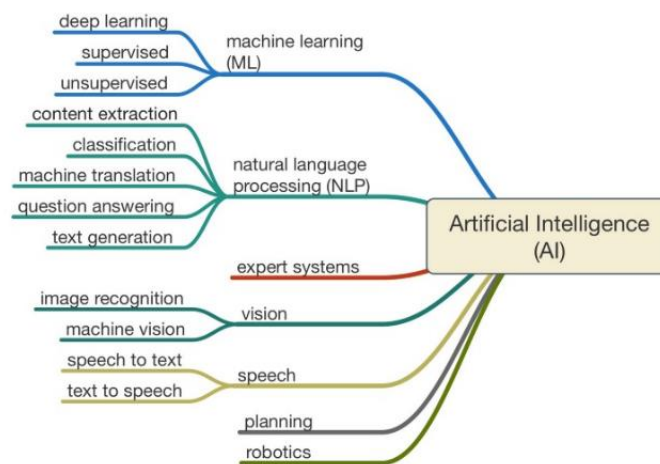 deep learning
supervised
unsupervised
machine learning
(ML)
content extraction
classification
machine translation
question answering
text generation
natural language
processing (NLP)
expert systems
image recognition
machine vision
vision
speech to text
text to speech
speech
planning
robotics
Artificial Intelligence
(AI)